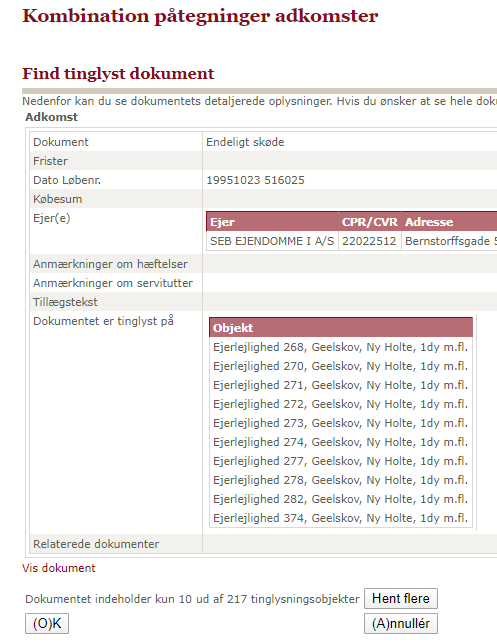 Kombination påtegninger adkomster
Find tinglyst dokument
Nedenfor kan du se dokumentets detaljerede oplysninger. Hvis du ønsker at se hele
Adkomst
Dokument Endeligt skøde
Frister
Dato Løbenr. 19951023 516025
Købesum
Ejer(e) Ejer CPR/CVR Adresse
SEB EJENDOMME I A/S 22022512 Bernstorffsgade 5
Anmærkninger om hæftelser
Anmærkninger om servitutter
Tillægstekst
Dokumentet er tinglyst på Objekt
Ejerlejlighed 268, Geelskov, Ny Holte, 1dy m.fl.
Ejerlejlighed 270, Geelskov, Ny Holte, 1dy m.fl.
Ejerlejlighed 271, Geelskov, Ny Holte, 1dy m.fl.
Ejerlejlighed 272, Geelskov, Ny Holte, 1dy m.fl.
Ejerlejlighed 273, Geelskov, Ny Holte, 1dy m.fl.
Ejerlejlighed 274, Geelskov, Ny Holte, 1dy m.fl.
Ejerlejlighed 277, Geelskov, Ny Holte, 1dy m.fl.
Ejerlejlighed 278, Geelskov, Ny Holte, 1dy m.fl.
Ejerlejlighed 282, Geelskov, Ny Holte, 1dy m.fl.
Ejerlejlighed 374, Geelskov, Ny Holte, 1dy m.fl.
Relaterede dokumenter
Vis dokument
Dokumentet indeholder kun 10 ud af 217 tinglysningsobjekter Hent flere
(O)K (A)nnullér